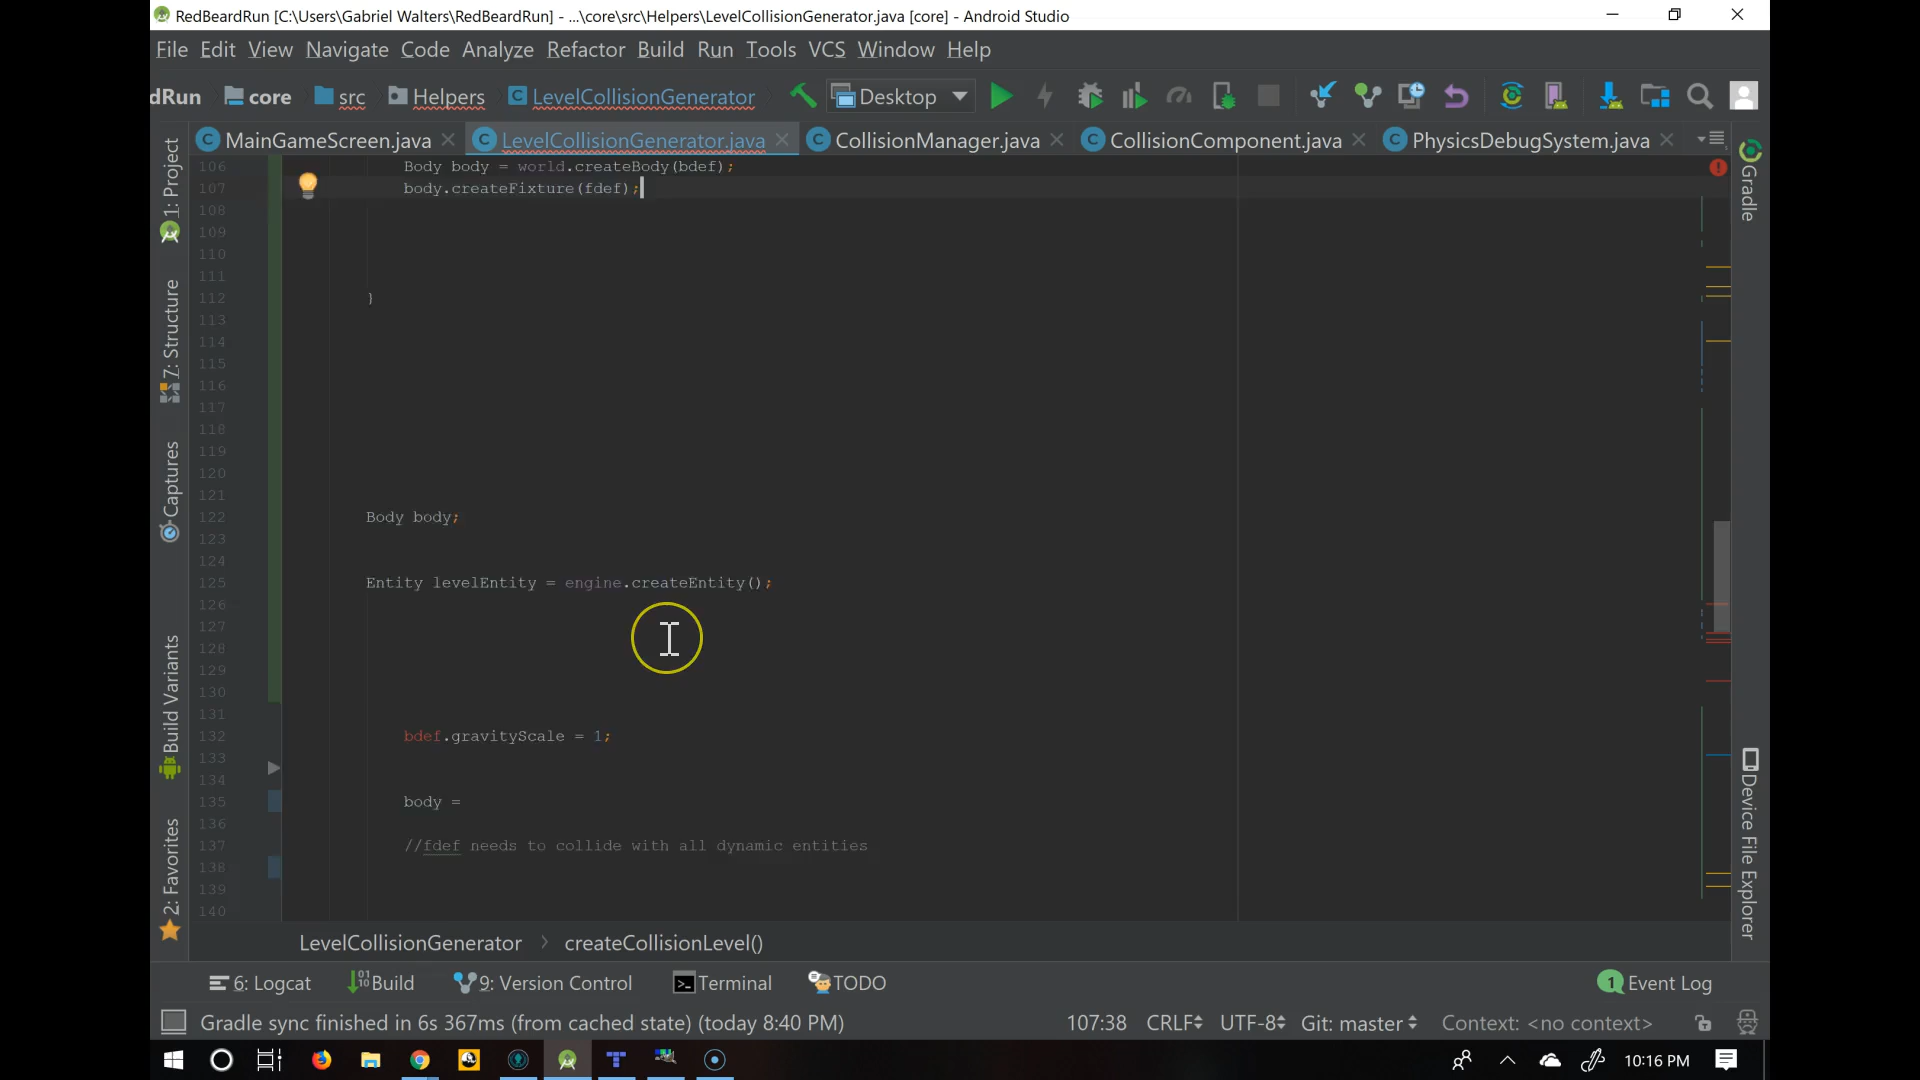 RedBeardRun [C:\Users\Gabriel Walters\RedBeardRun] - ...\core\src\Helpers\LevelCollisionGenerator.java [core] - Android Studio
File Edit View Navigate Code Analyze Refactor Build Run Tools VCS Window Help
dRun core src Helpers LevelCollisionGenerator Desktop
MainGameScreen.java LevelCollisionGenerator.java CollisionManager.java CollisionComponent.java PhysicsDebugSystem.java
1: Project
Z: Structure
Captures
Build Variants
2: Favorites
106 Body body = world.createBody(bdef);
107 body.createFixture(fdef);
108
109
110
111
112 }
113
114
115
116
117
118
119
120
121
122 Body body;
123
124
125 Entity levelEntity = engine.createEntity();
126
127
128
129
130
131
132 bdef.gravityScale = 1;
133
134
135 body =
136
137 //fdef needs to collide with all dynamic entities
138
139
140
Gradle
Device File Explorer
LevelCollisionGenerator createCollisionLevel()
6: Logcat Build 9: Version Control Terminal TODO 1 Event Log
Gradle sync finished in 6s 367ms (from cached state) (today 8:40 PM) 107:38 CRLF UTF-8 Git: master Context: <no context>
10:16 PM